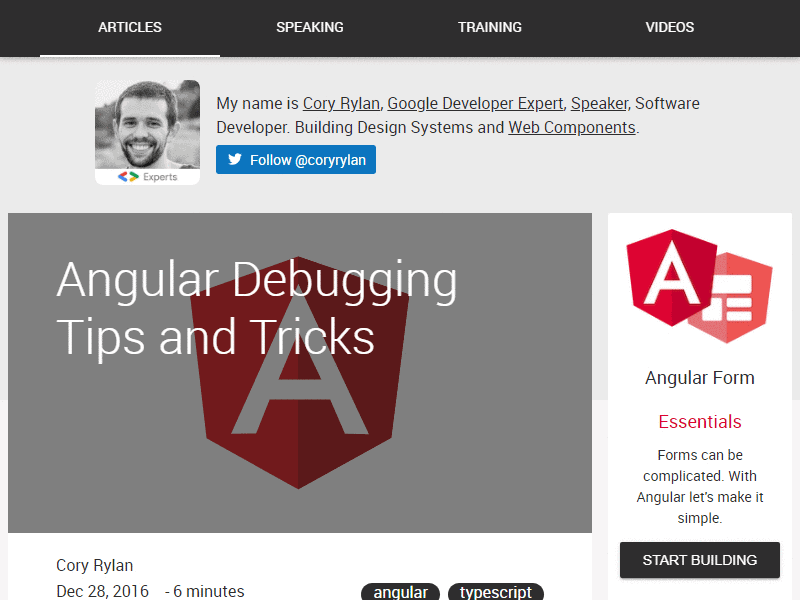 ARTICLES SPEAKING TRAINING VIDEOS
My name is Cory Rylan, Google Developer Expert, Speaker, Software
Developer. Building Design Systems and Web Components.
Experts
Follow @coryrylan
Angular Debugging
Tips and Tricks
Cory Rylan
Dec 28, 2016 - 6 minutes
angular typescript
Angular Form
Essentials
Forms can be
complicated. With
Angular let's make it
simple.
START BUILDING